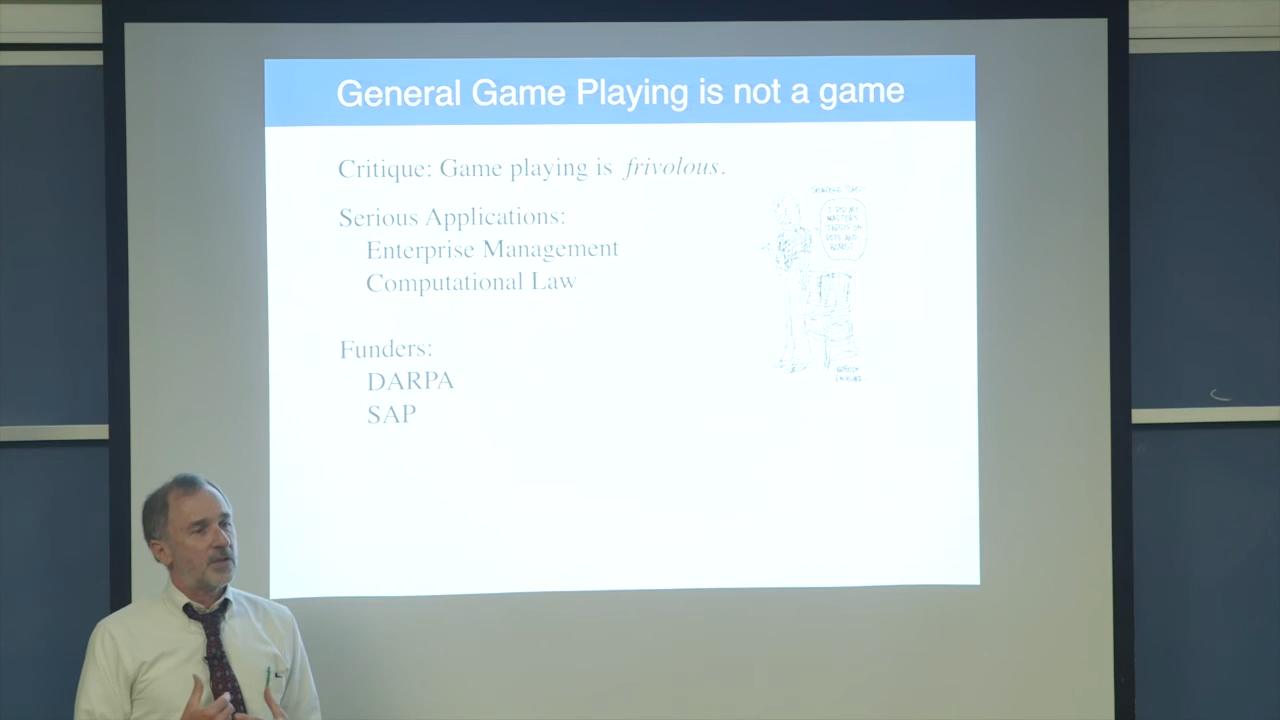 General Game Playing is not a game
Critique: Game playing is frivolous.
Serious Applications:
Enterprise Management
Computational Law
Funders:
DARPA
SAP